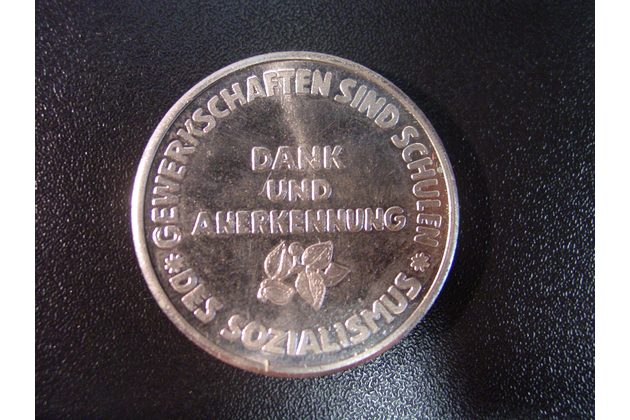 * GEWERKSCHAFTEN SIND SCHULEN *
DES SOZIALISMUS
DANK
UND
ANERKENNUNG